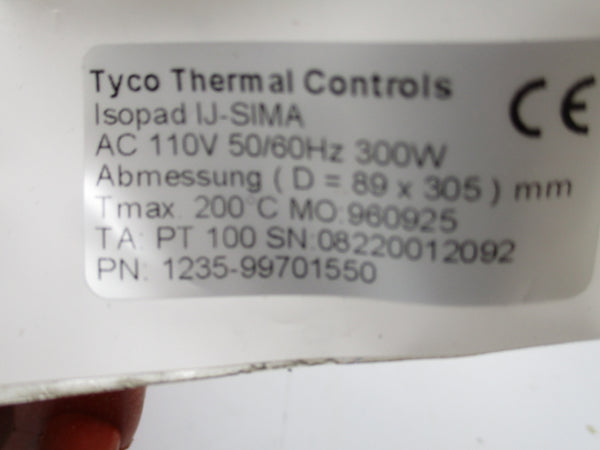 Tyco Thermal Controls
CE
Isopad IJ-SIMA
AC 110V 50/60Hz 300W
Abmessung ( D = 89 x 305 ) mm
Tmax. 200°C MO:960925
TA: PT 100 SN:08220012092
PN: 1235-99701550